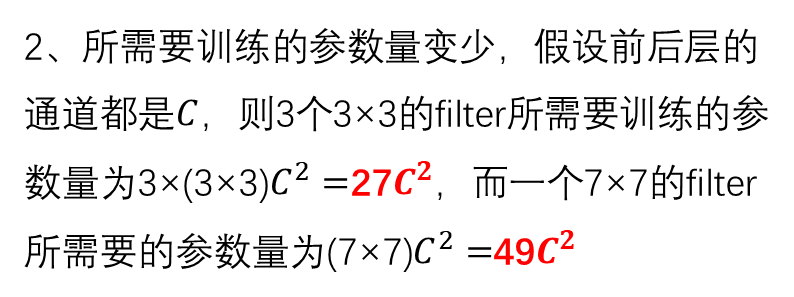 2、所需要训练的参数量变少，假设前后层的
通道都是C，则3个3×3的filter所需要训练的参
数量为3×(3×3)C² =27C²，而一个7×7的filter
所需要的参数量为(7×7)C² =49C²